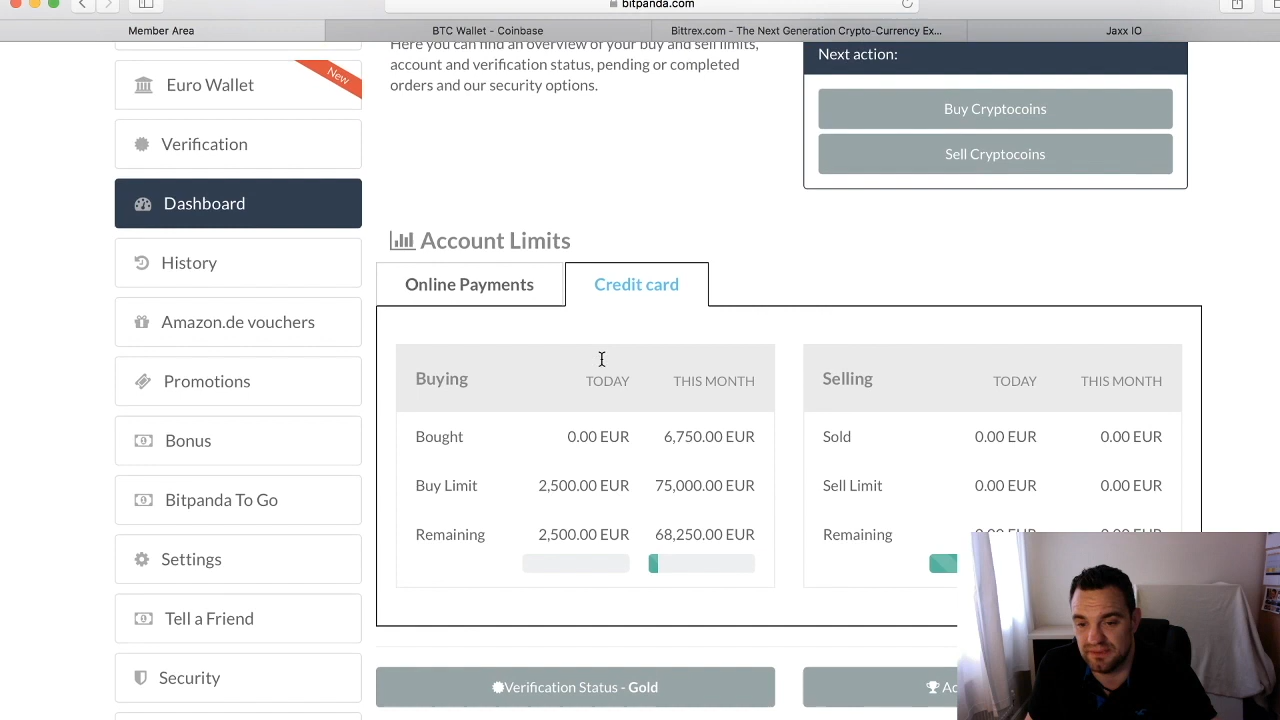 bitpanda.com
Member Area
BTC Wallet - Coinbase
Bittrex.com - The Next Generation Crypto-Currency Ex...
Jaxx IO
Euro Wallet
New
Verification
Dashboard
History
Amazon.de vouchers
Promotions
Bonus
Bitpanda To Go
Settings
Tell a Friend
Security
Here you can find an overview of your buy and sell limits,
account and verification status, pending or completed
orders and our security options.
Next action:
Buy Cryptocoins
Sell Cryptocoins
Account Limits
Online Payments
Credit card
Buying TODAY THIS MONTH
Bought 0.00 EUR 6,750.00 EUR
Buy Limit 2,500.00 EUR 75,000.00 EUR
Remaining 2,500.00 EUR 68,250.00 EUR
Selling TODAY THIS MONTH
Sold 0.00 EUR 0.00 EUR
Sell Limit 0.00 EUR 0.00 EUR
Remaining 0.00 EUR 0.00 EUR
Verification Status - Gold